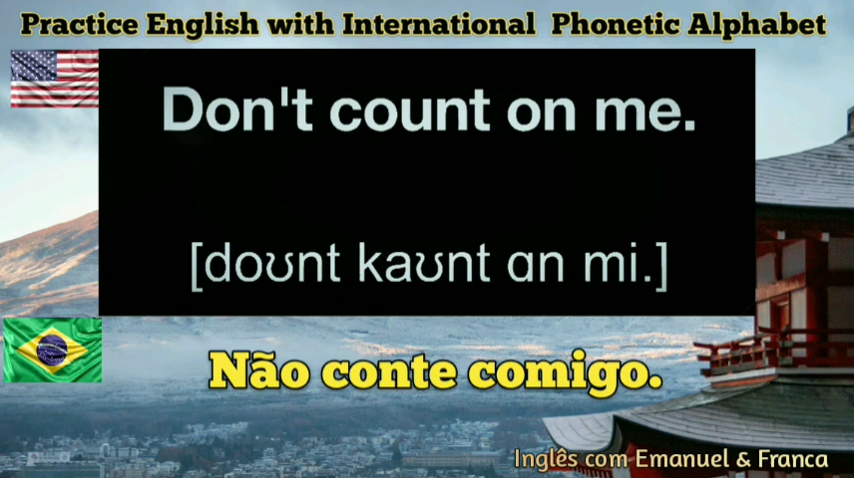 Practice English with International Phonetic Alphabet
Don't count on me.
[doʊnt kaʊnt ɑn mi.]
Não conte comigo.
Inglês com Emanuel & Franca